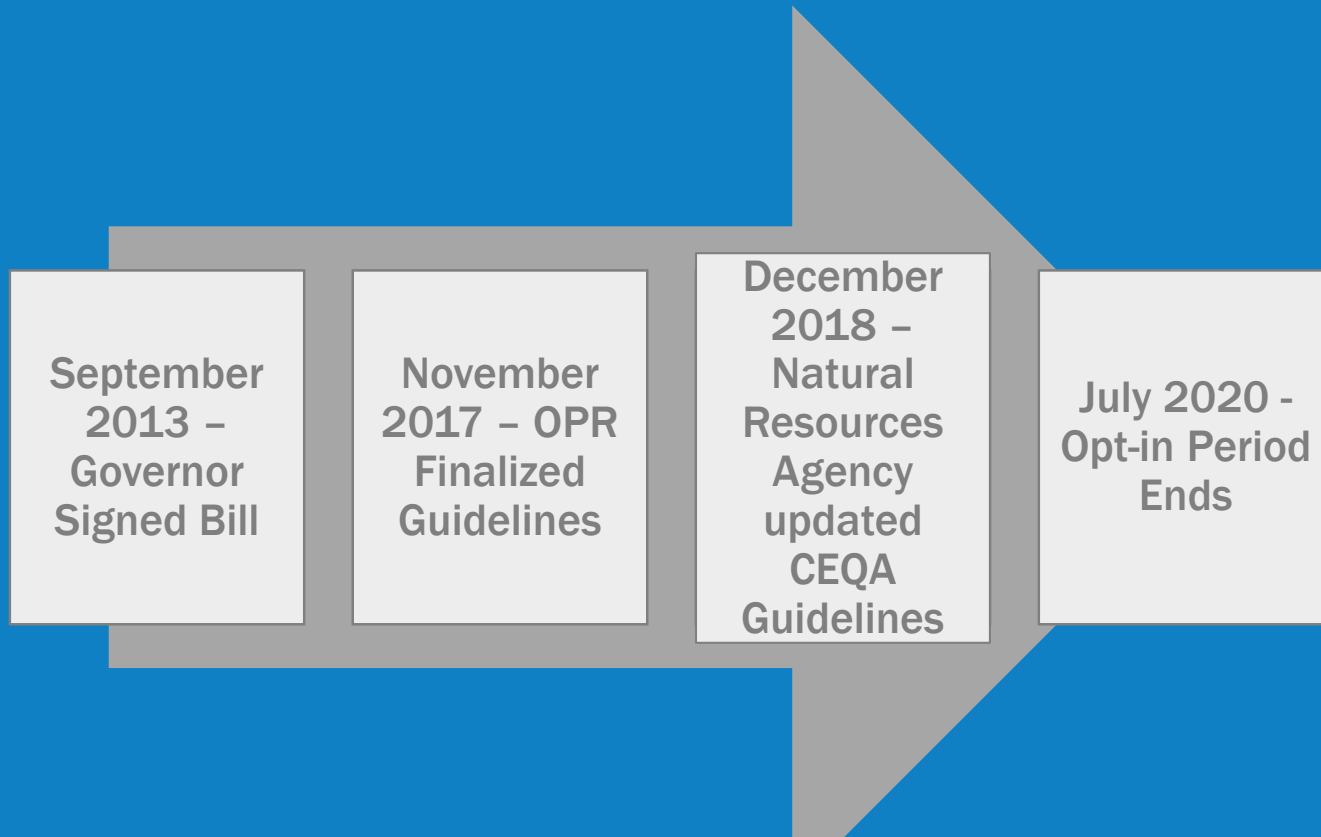 September
2013 –
Governor
Signed Bill
November
2017 – OPR
Finalized
Guidelines
December
2018 –
Natural
Resources
Agency
updated
CEQA
Guidelines
July 2020 -
Opt-in Period
Ends